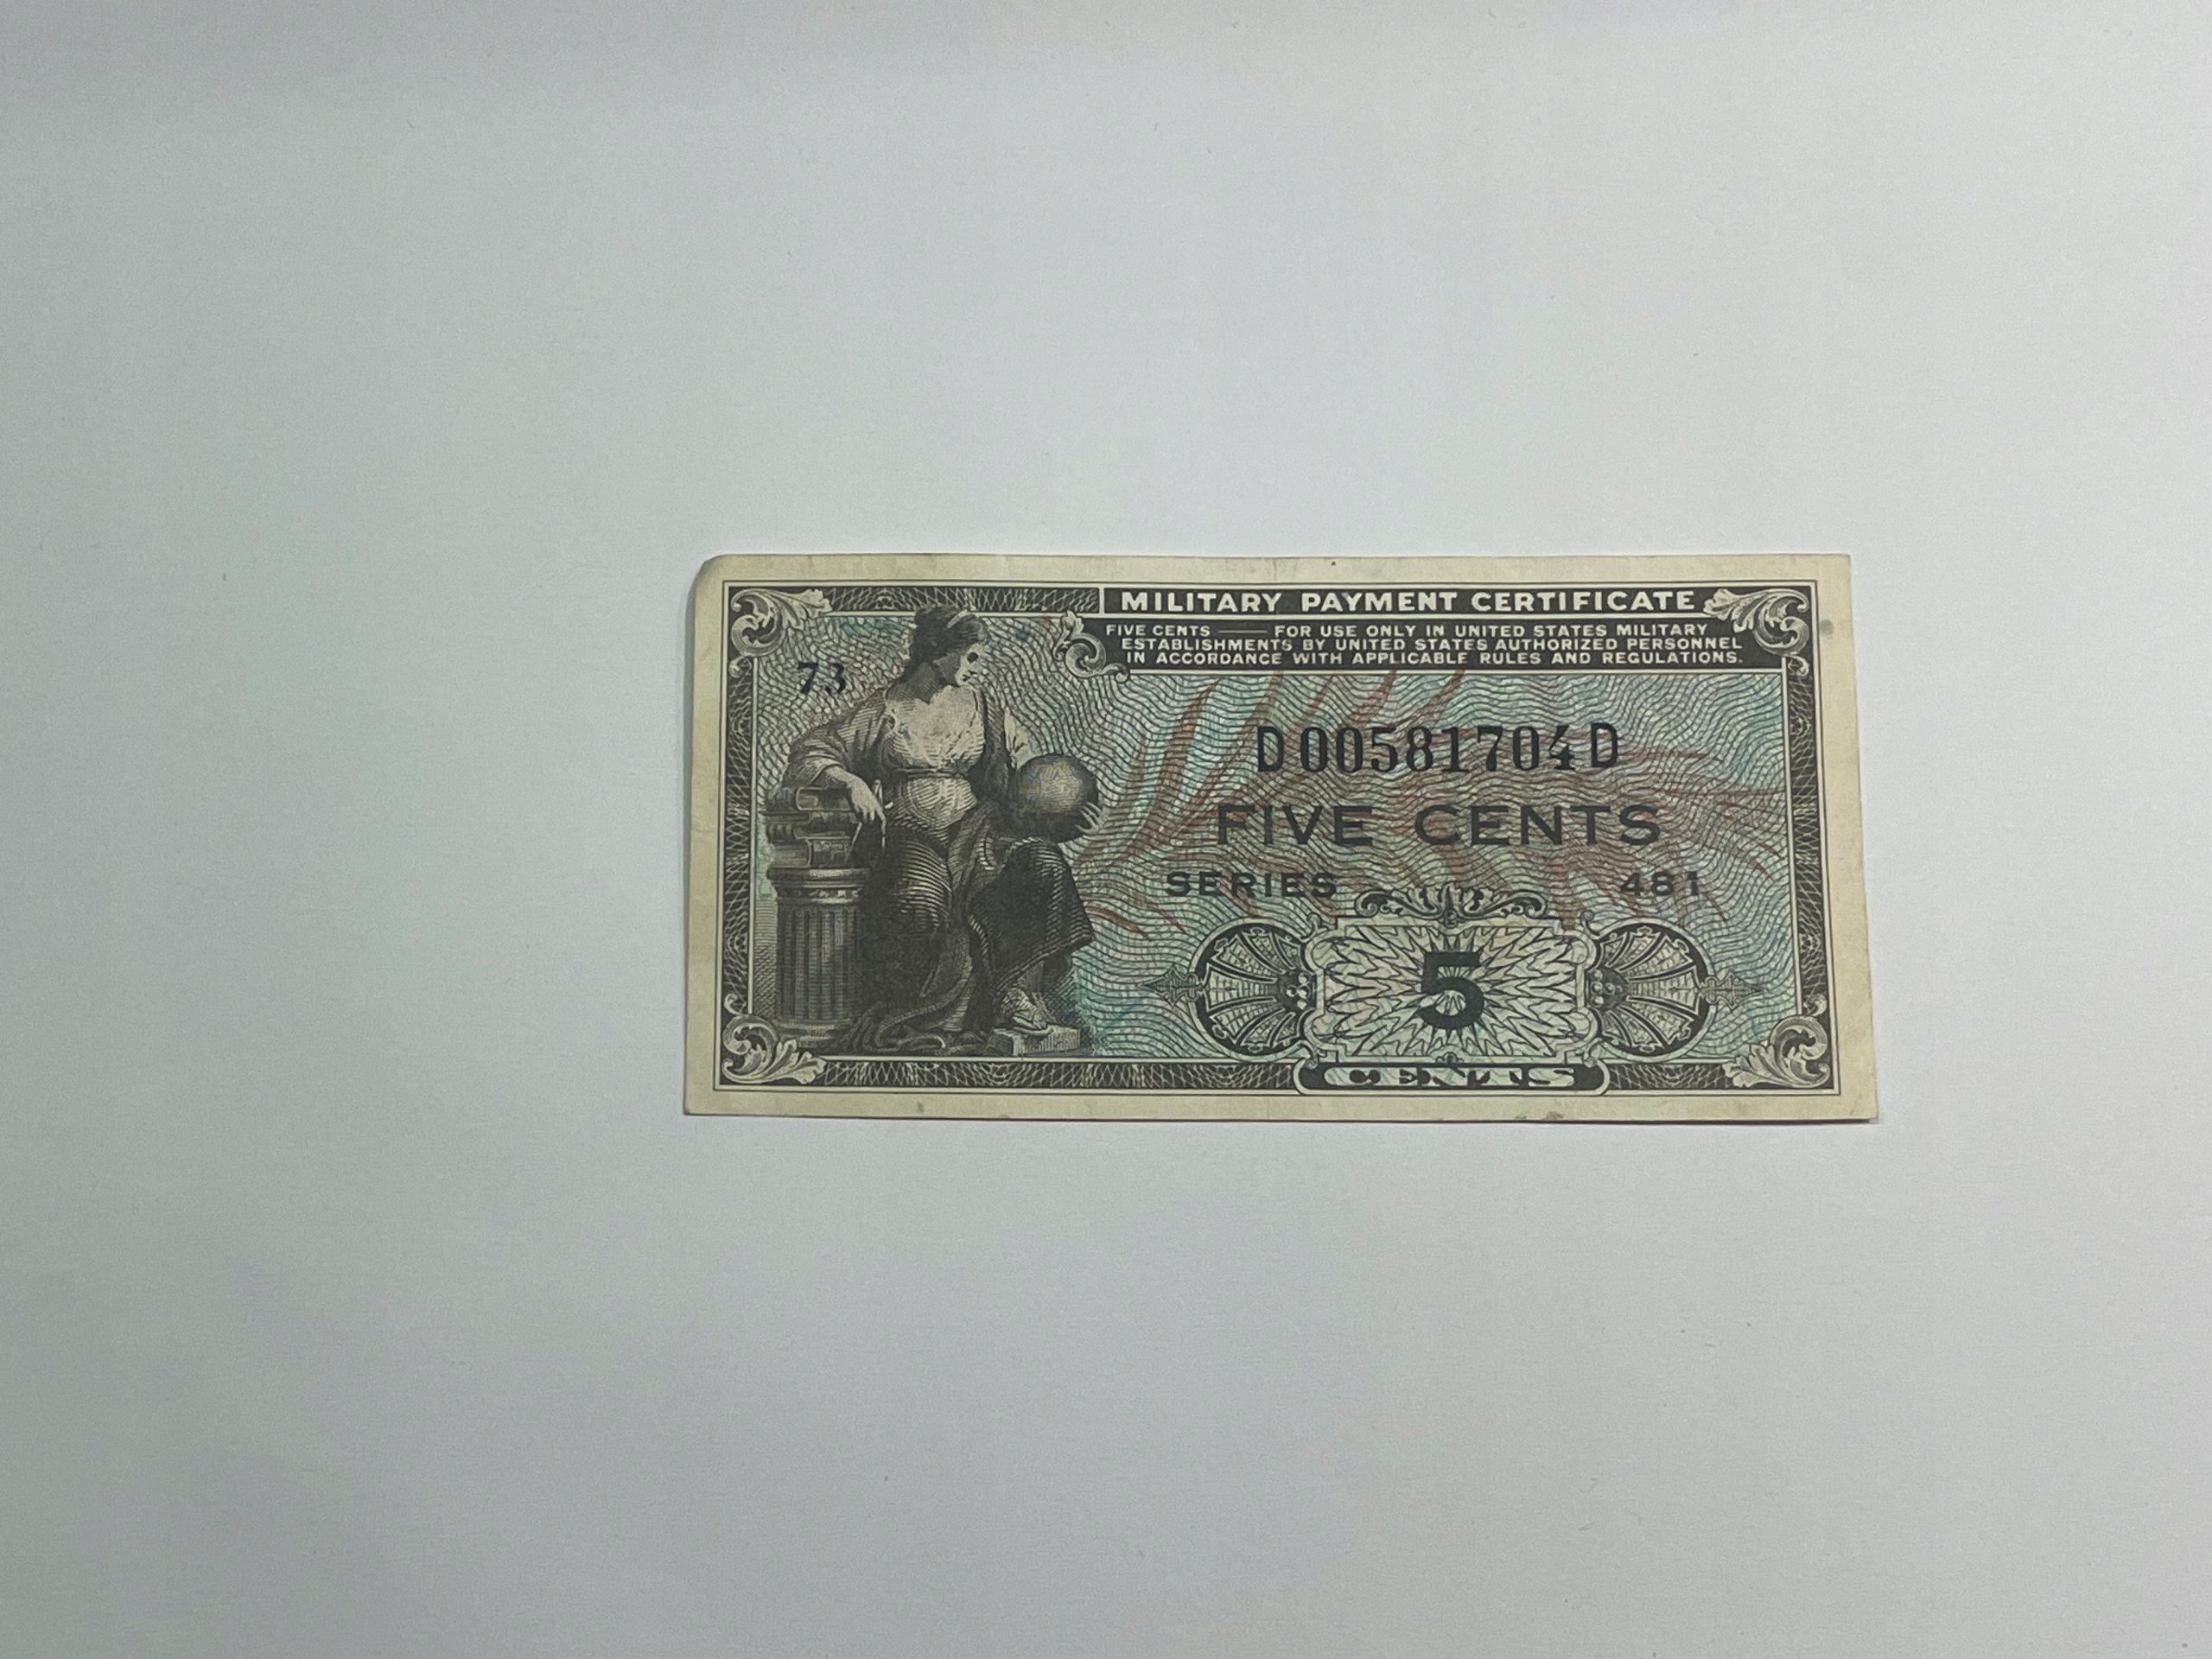 MILITARY PAYMENT CERTIFICATE
FIVE CENTS — FOR USE ONLY IN UNITED STATES MILITARY
ESTABLISHMENTS BY UNITED STATES AUTHORIZED PERSONNEL
IN ACCORDANCE WITH APPLICABLE RULES AND REGULATIONS.
73
D00581704D
FIVE CENTS
SERIES 481
5
CENTS